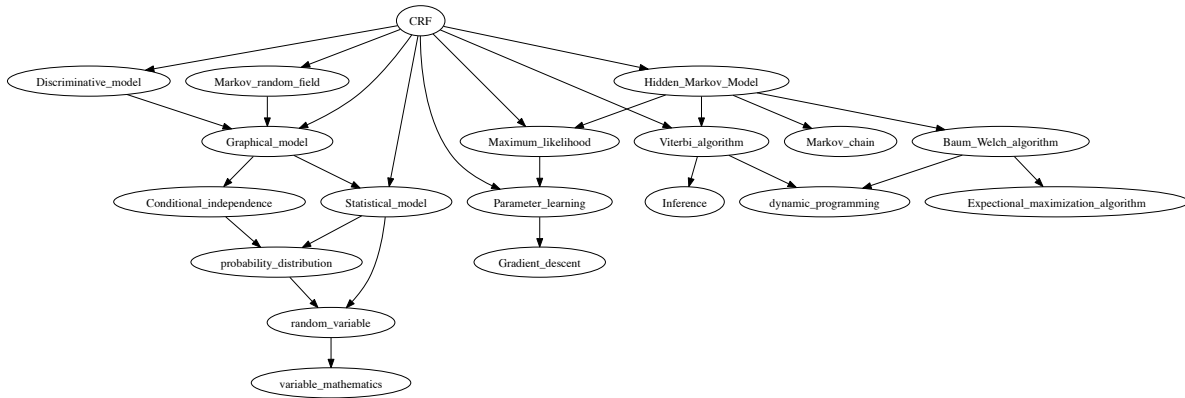 CRF
Discriminative_model
Markov_random_field
Hidden_Markov_Model
Graphical_model
Maximum_likelihood
Viterbi_algorithm
Markov_chain
Baum_Welch_algorithm
Conditional_independence
Statistical_model
Parameter_learning
Inference
dynamic_programming
Expectional_maximization_algorithm
probability_distribution
Gradient_descent
random_variable
variable_mathematics